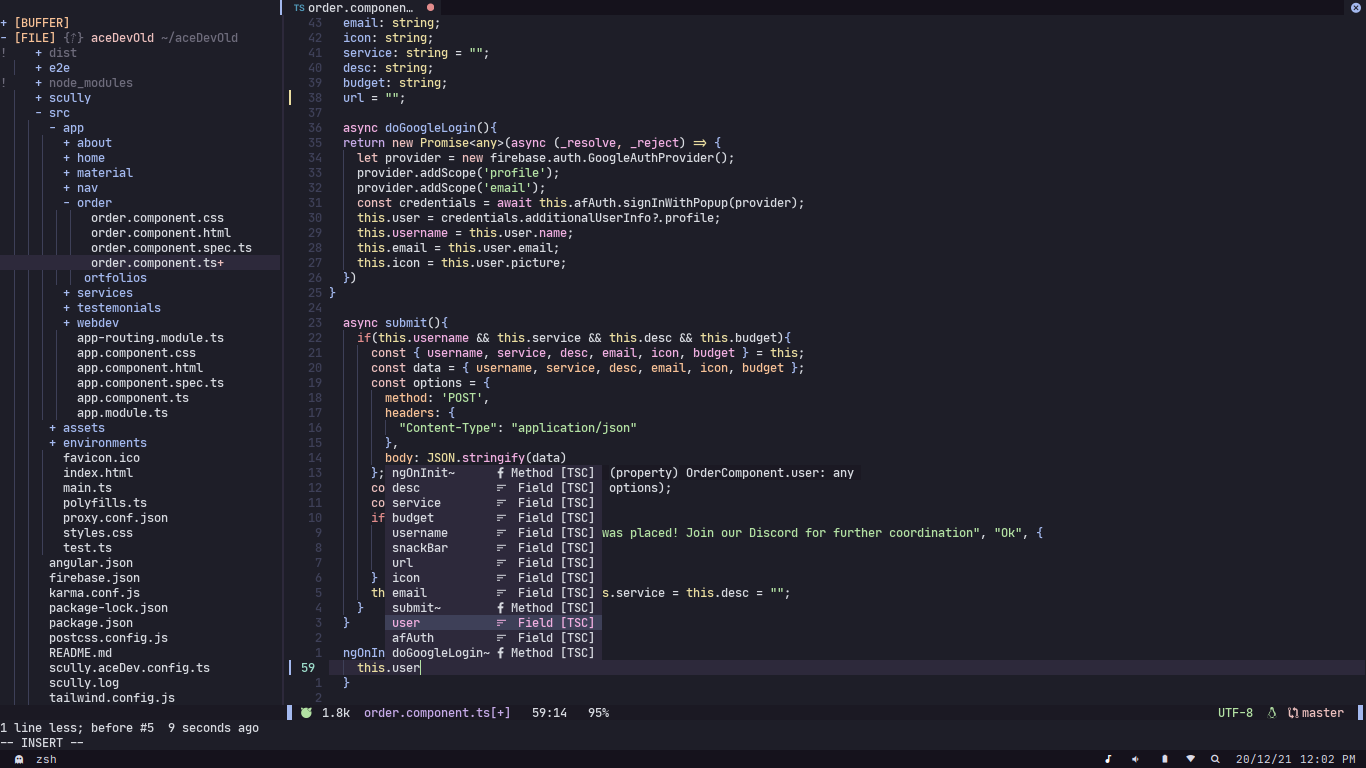 TS order.componen…
+ [BUFFER]
- [FILE] aceDevOld ~/aceDevOld
! + dist
+ e2e
! + node_modules
+ scully
- src
- app
+ about
+ home
+ material
+ nav
- order
order.component.css
order.component.html
order.component.spec.ts
order.component.ts+
ortfolios
+ services
+ testemonials
+ webdev
app-routing.module.ts
app.component.css
app.component.html
app.component.spec.ts
app.component.ts
app.module.ts
+ assets
+ environments
favicon.ico
index.html
main.ts
polyfills.ts
proxy.conf.json
styles.css
test.ts
angular.json
firebase.json
karma.conf.js
package-lock.json
package.json
postcss.config.js
README.md
scully.aceDev.config.ts
scully.log
tailwind.config.js
43 email: string;
42 icon: string;
41 service: string = "";
40 desc: string;
39 budget: string;
38 url = "";
37
36 async doGoogleLogin(){
35 return new Promise<any>(async (_resolve, _reject) => {
34 let provider = new firebase.auth.GoogleAuthProvider();
33 provider.addScope('profile');
32 provider.addScope('email');
31 const credentials = await this.afAuth.signInWithPopup(provider);
30 this.user = credentials.additionalUserInfo?.profile;
29 this.username = this.user.name;
28 this.email = this.user.email;
27 this.icon = this.user.picture;
26 })
25 }
24
23 async submit(){
22 if(this.username && this.service && this.desc && this.budget){
21 const { username, service, desc, email, icon, budget } = this;
20 const data = { username, service, desc, email, icon, budget };
19 const options = {
18 method: 'POST',
17 headers: {
16 "Content-Type": "application/json"
15 },
14 body: JSON.stringify(data)
13 }; ngOnInit~ f Method [TSC] (property) OrderComponent.user: any
12 co desc Field [TSC] options);
11 co service Field [TSC]
10 if budget Field [TSC]
9 username Field [TSC] was placed! Join our Discord for further coordination", "Ok", {
8 snackBar Field [TSC]
7 url Field [TSC]
6 } icon Field [TSC]
5 th email Field [TSC] s.service = this.desc = "";
4 } submit~ f Method [TSC]
3 } user Field [TSC]
2 afAuth Field [TSC]
1 ngOnIn doGoogleLogin~ f Method [TSC]
59 this.user
1 }
2
1.8k order.component.ts[+] 59:14 95% UTF-8 master
1 line less; before #5 9 seconds ago
-- INSERT --
zsh 20/12/21 12:02 PM